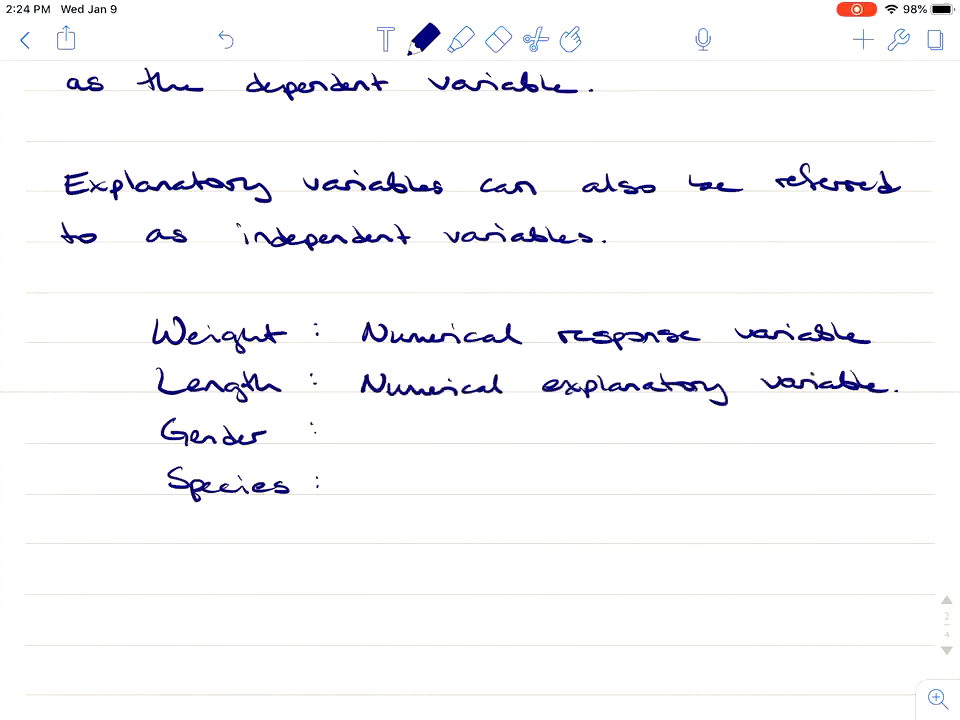 2:24 PM Wed Jan 9 98%
T
as the dependent variable.
Explanatory variables can also be referred
to as independent variables.
Weight : Numerical response variable
Length : Numerical explanatory variable.
Gender :
Species :
2
4